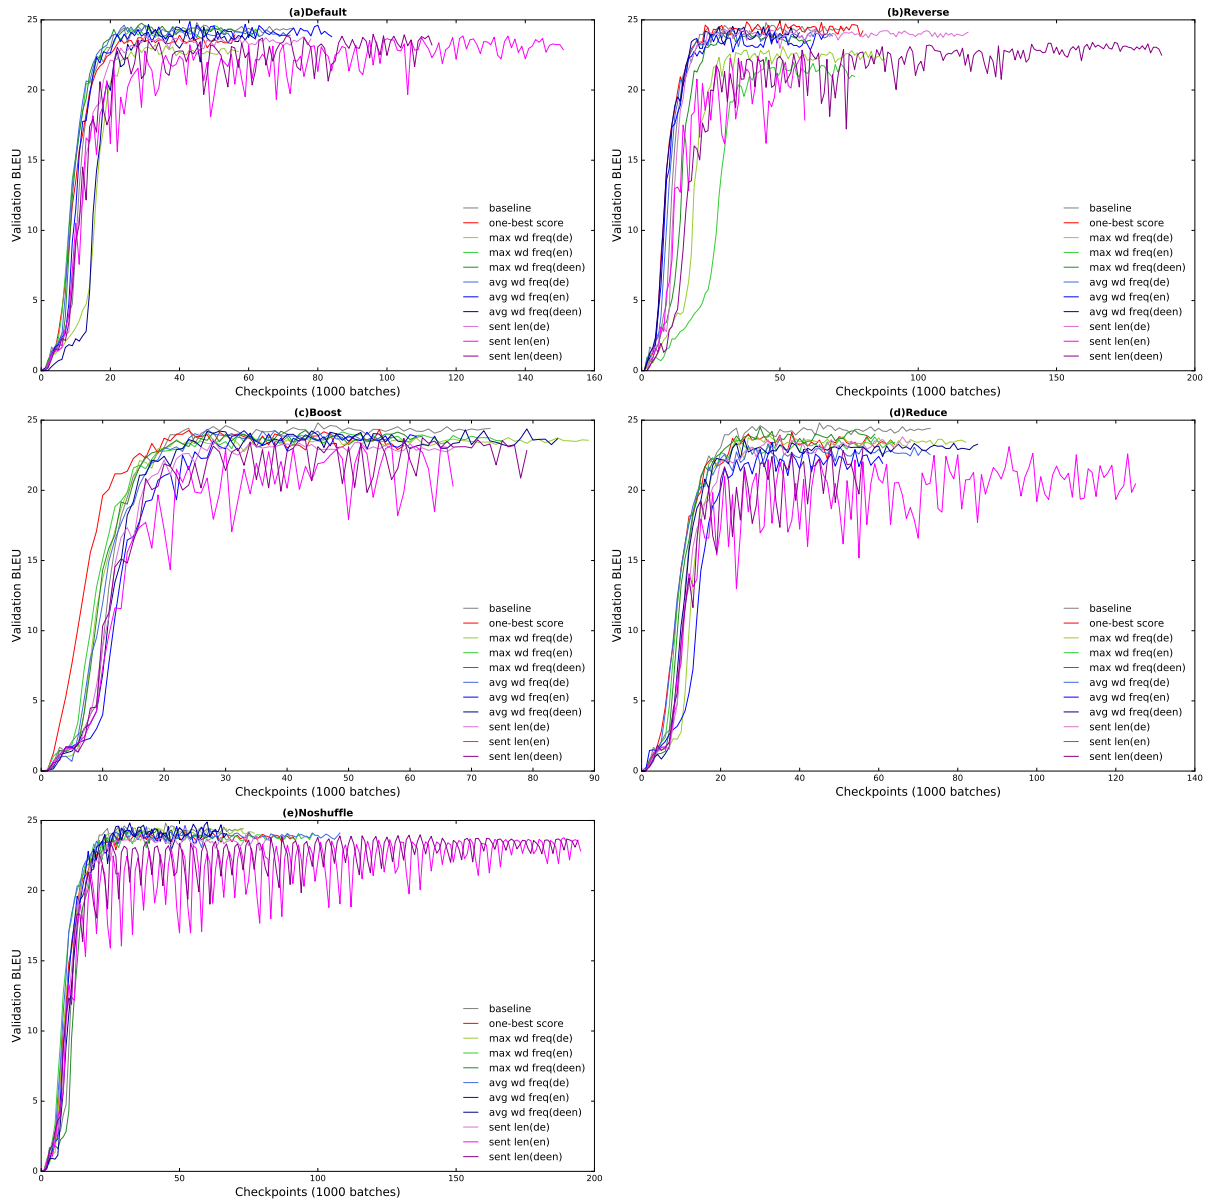 (a)Default
Validation BLEU
25
20
15
10
5
0
0 20 40 60 80 100 120 140 160
Checkpoints (1000 batches)
baseline
one-best score
max wd freq(de)
max wd freq(en)
max wd freq(deen)
avg wd freq(de)
avg wd freq(en)
avg wd freq(deen)
sent len(de)
sent len(en)
sent len(deen)
(b)Reverse
Validation BLEU
25
20
15
10
5
0
0 50 100 150 200
Checkpoints (1000 batches)
baseline
one-best score
max wd freq(de)
max wd freq(en)
max wd freq(deen)
avg wd freq(de)
avg wd freq(en)
avg wd freq(deen)
sent len(de)
sent len(en)
sent len(deen)
(c)Boost
Validation BLEU
25
20
15
10
5
0
0 10 20 30 40 50 60 70 80 90
Checkpoints (1000 batches)
baseline
one-best score
max wd freq(de)
max wd freq(en)
max wd freq(deen)
avg wd freq(de)
avg wd freq(en)
avg wd freq(deen)
sent len(de)
sent len(en)
sent len(deen)
(d)Reduce
Validation BLEU
25
20
15
10
5
0
0 20 40 60 80 100 120 140
Checkpoints (1000 batches)
baseline
one-best score
max wd freq(de)
max wd freq(en)
max wd freq(deen)
avg wd freq(de)
avg wd freq(en)
avg wd freq(deen)
sent len(de)
sent len(en)
sent len(deen)
(e)Noshuffle
Validation BLEU
25
20
15
10
5
0
0 50 100 150 200
Checkpoints (1000 batches)
baseline
one-best score
max wd freq(de)
max wd freq(en)
max wd freq(deen)
avg wd freq(de)
avg wd freq(en)
avg wd freq(deen)
sent len(de)
sent len(en)
sent len(deen)